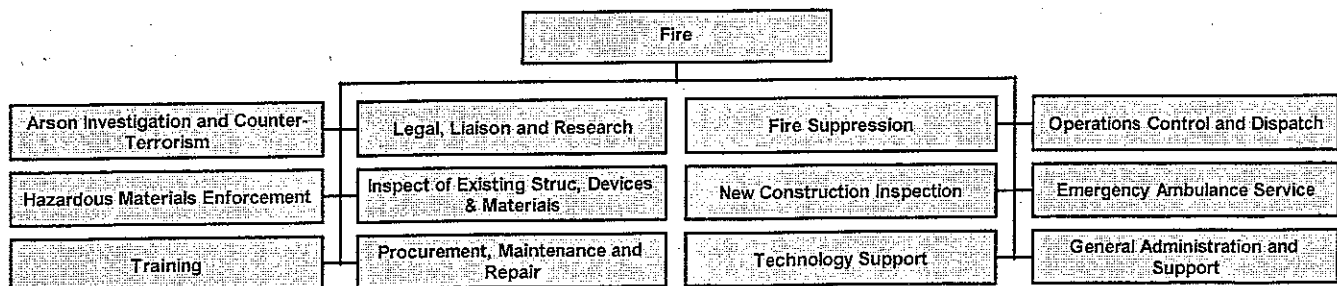 Fire
Arson Investigation and Counter-
Terrorism
Legal, Liaison and Research
Fire Suppression
Operations Control and Dispatch
Hazardous Materials Enforcement
Inspect of Existing Struc, Devices
& Materials
New Construction Inspection
Emergency Ambulance Service
Training
Procurement, Maintenance and
Repair
Technology Support
General Administration and
Support